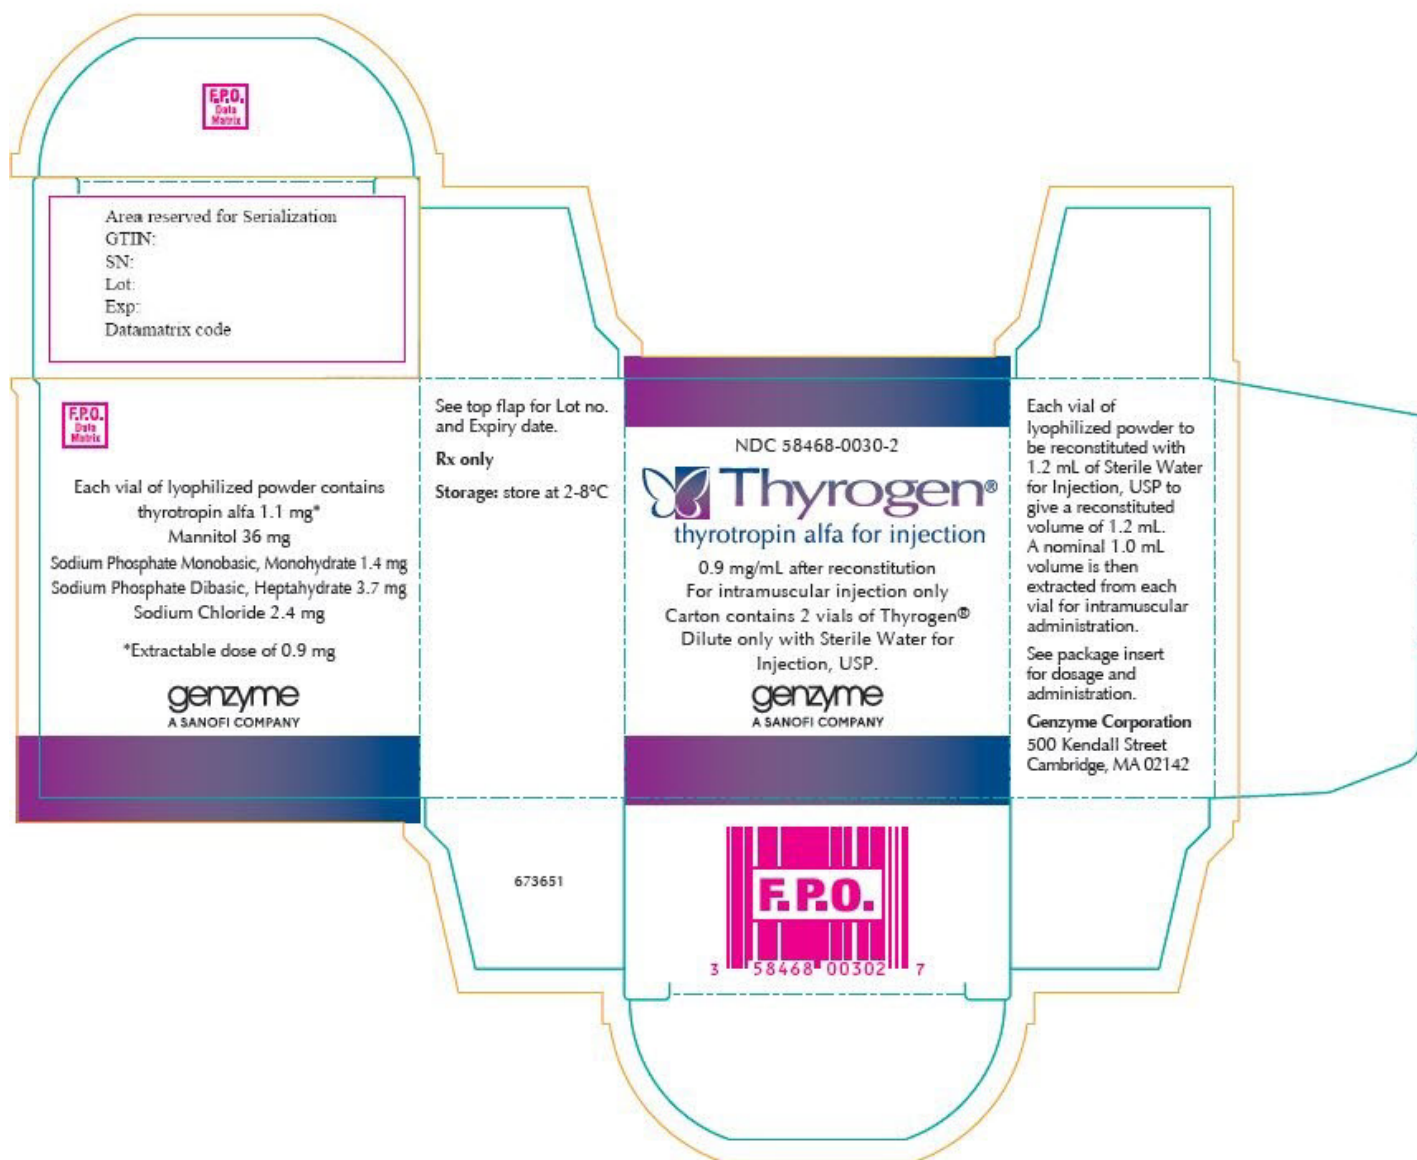 F.P.O.
Data
Matrix
Area reserved for Serialization
GTIN:
SN:
Lot:
Exp:
Datamatrix code
F.P.O.
Data
Matrix
Each vial of lyophilized powder contains
thyrotropin alfa 1.1 mg*
Mannitol 36 mg
Sodium Phosphate Monobasic, Monohydrate 1.4 mg
Sodium Phosphate Dibasic, Heptahydrate 3.7 mg
Sodium Chloride 2.4 mg
*Extractable dose of 0.9 mg
genzyme
A SANOFI COMPANY
See top flap for Lot no.
and Expiry date.
Rx only
Storage: store at 2-8°C
673651
NDC 58468-0030-2
Thyrogen®
thyrotropin alfa for injection
0.9 mg/mL after reconstitution
For intramuscular injection only
Carton contains 2 vials of Thyrogen®
Dilute only with Sterile Water for
Injection, USP.
genzyme
A SANOFI COMPANY
F.P.O.
3 58468 00302 7
Each vial of
lyophilized powder to
be reconstituted with
1.2 mL of Sterile Water
for Injection, USP to
give a reconstituted
volume of 1.2 mL.
A nominal 1.0 mL
volume is then
extracted from each
vial for intramuscular
administration.
See package insert
for dosage and
administration.
Genzyme Corporation
500 Kendall Street
Cambridge, MA 02142